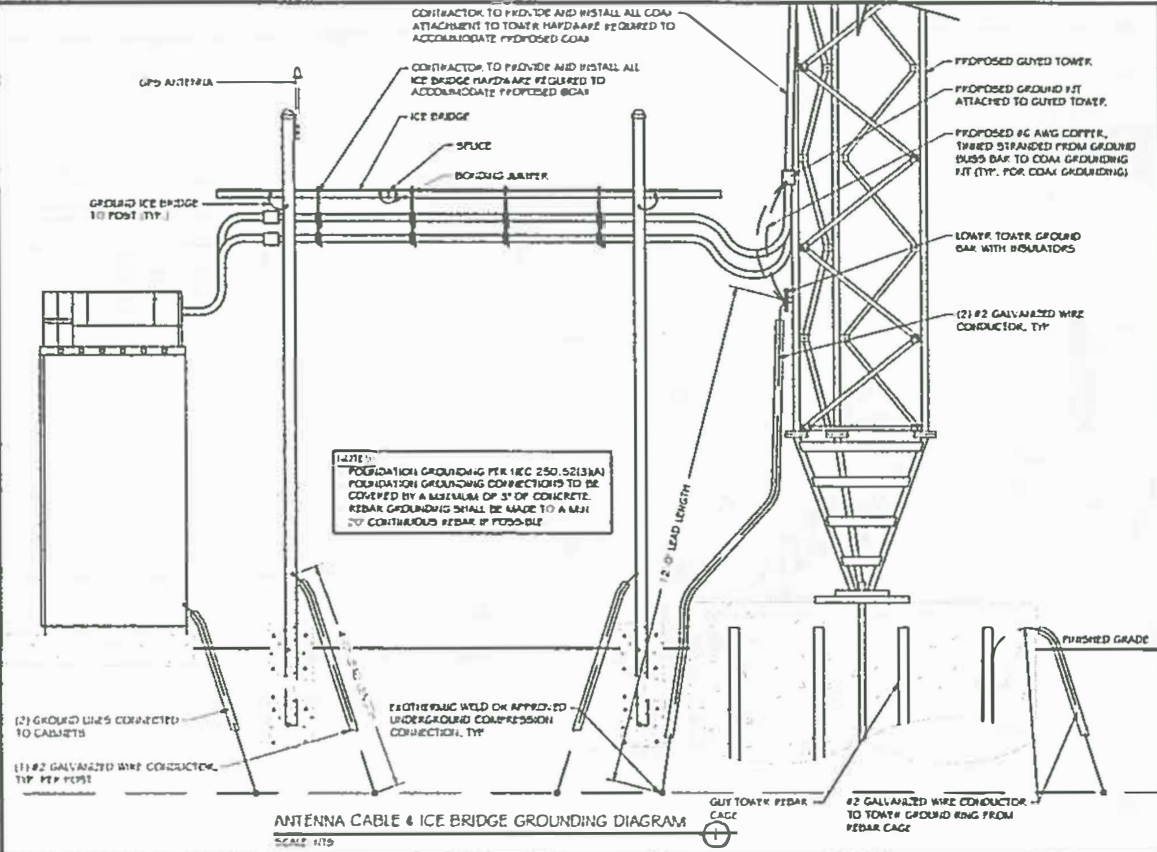 CONTRACTOR TO PROVIDE AND INSTALL ALL COAX
ATTACHMENT TO TOWER HARDWARE REQUIRED TO
ACCOMMODATE PROPOSED COAX
GPS ANTENNA
CONTRACTOR TO PROVIDE AND INSTALL ALL
ICE BRIDGE HARDWARE REQUIRED TO
ACCOMMODATE PROPOSED COAX
ICE BRIDGE
SPLICE
BONDING JUMPER
GROUND ICE BRIDGE
TO POST (TYP.)
PROPOSED GUYED TOWER
PROPOSED GROUND KIT
ATTACHED TO GUYED TOWER.
PROPOSED #6 AWG COPPER,
TINNED STRANDED FROM GROUND
BUSS BAR TO COAX GROUNDING
KIT (TYP. FOR COAX GROUNDING)
LOWER TOWER GROUND
BAR WITH INSULATORS
(2) #2 GALVANIZED WIRE
CONDUCTOR, TYP
NOTES:
FOUNDATION GROUNDING PER NEC 250.52(3)(A)
FOUNDATION GROUNDING CONNECTIONS TO BE
COVERED BY A MINIMUM OF 3" OF CONCRETE.
REBAR GROUNDING SHALL BE MADE TO A MIN
20' CONTINUOUS REBAR IF POSSIBLE
12'-0" LEAD LENGTH
FINISHED GRADE
(2) GROUND LINES CONNECTED
TO CABINETS
(1) #2 GALVANIZED WIRE CONDUCTOR,
TYP PER POST
EXOTHERMIC WELD OR APPROVED
UNDERGROUND COMPRESSION
CONNECTION, TYP
GUY TOWER REBAR
CAGE
#2 GALVANIZED WIRE CONDUCTOR
TO TOWER GROUND RING FROM
REBAR CAGE
ANTENNA CABLE & ICE BRIDGE GROUNDING DIAGRAM
1
SCALE: NTS